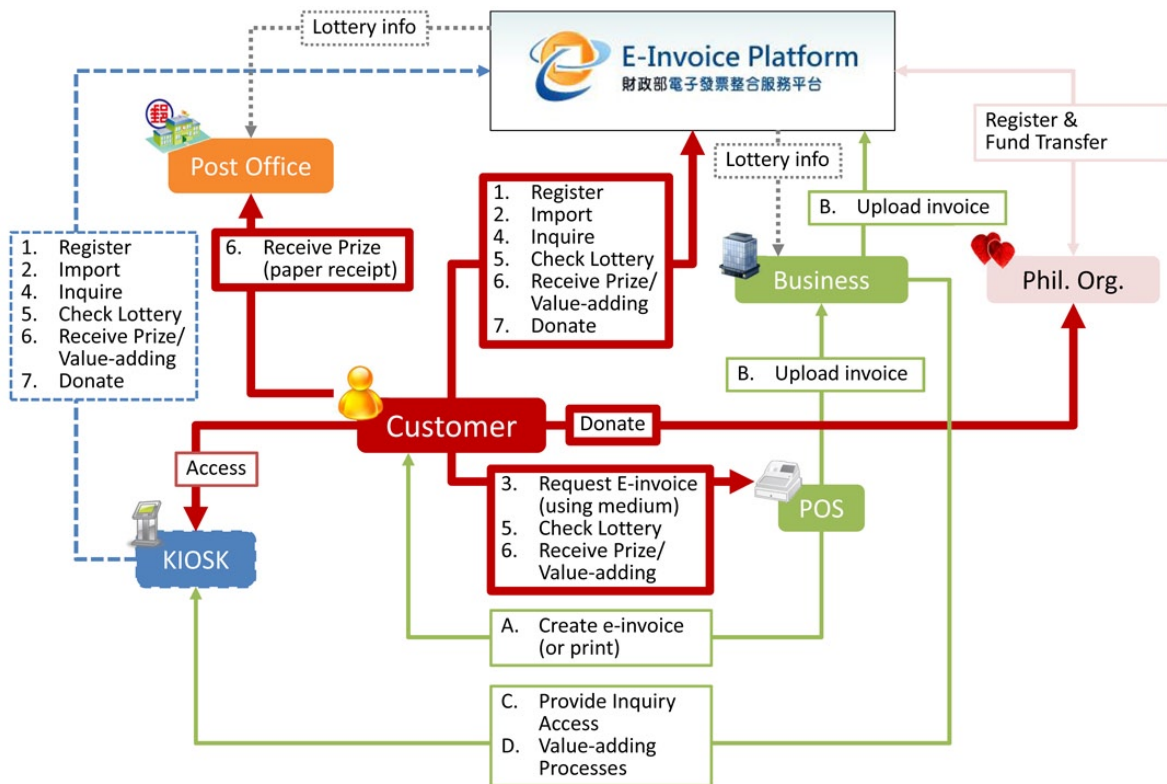 Lottery info
E-Invoice Platform
財政部電子發票整合服務平台
郵
Post Office
Lottery info
Register &
Fund Transfer
B. Upload invoice
1. Register
2. Import
4. Inquire
5. Check Lottery
6. Receive Prize/
Value-adding
7. Donate
6. Receive Prize
(paper receipt)
1. Register
2. Import
4. Inquire
5. Check Lottery
6. Receive Prize/
Value-adding
7. Donate
Business
Phil. Org.
B. Upload invoice
Customer
Donate
Access
3. Request E-invoice
(using medium)
5. Check Lottery
6. Receive Prize/
Value-adding
POS
KIOSK
A. Create e-invoice
(or print)
C. Provide Inquiry
Access
D. Value-adding
Processes